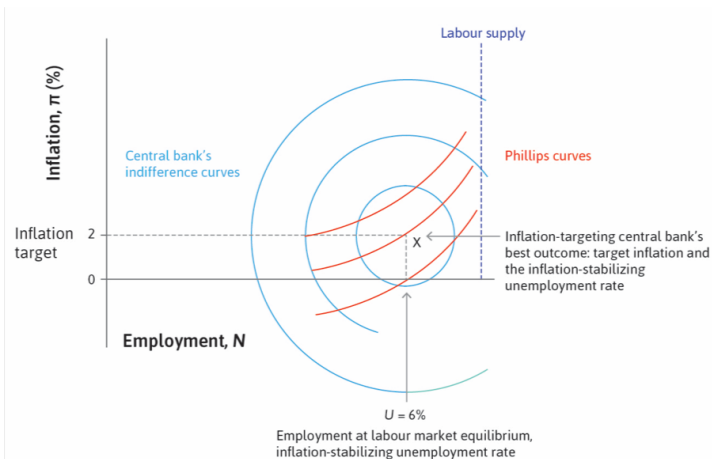 Labour supply
Inflation, π (%)
Central bank's
indifference curves
Phillips curves
Inflation
target
2
X
Inflation-targeting central bank's
best outcome: target inflation and
the inflation-stabilizing
unemployment rate
0
Employment, N
U = 6%
Employment at labour market equilibrium,
inflation-stabilizing unemployment rate